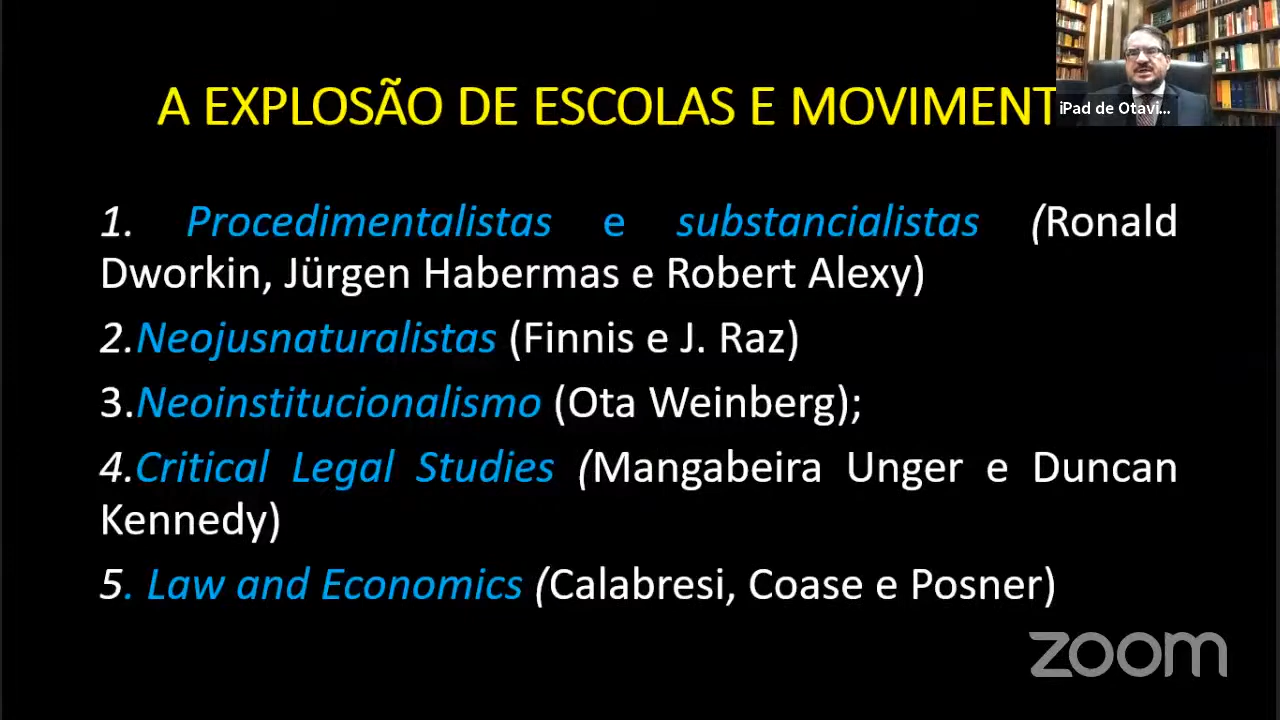 A EXPLOSÃO DE ESCOLAS E MOVIMENT
iPad de Otavi...
1. Procedimentalistas e substancialistas (Ronald
Dworkin, Jürgen Habermas e Robert Alexy)
2.Neojusnaturalistas (Finnis e J. Raz)
3.Neoinstitucionalismo (Ota Weinberg);
4.Critical Legal Studies (Mangabeira Unger e Duncan
Kennedy)
5. Law and Economics (Calabresi, Coase e Posner)
zoom